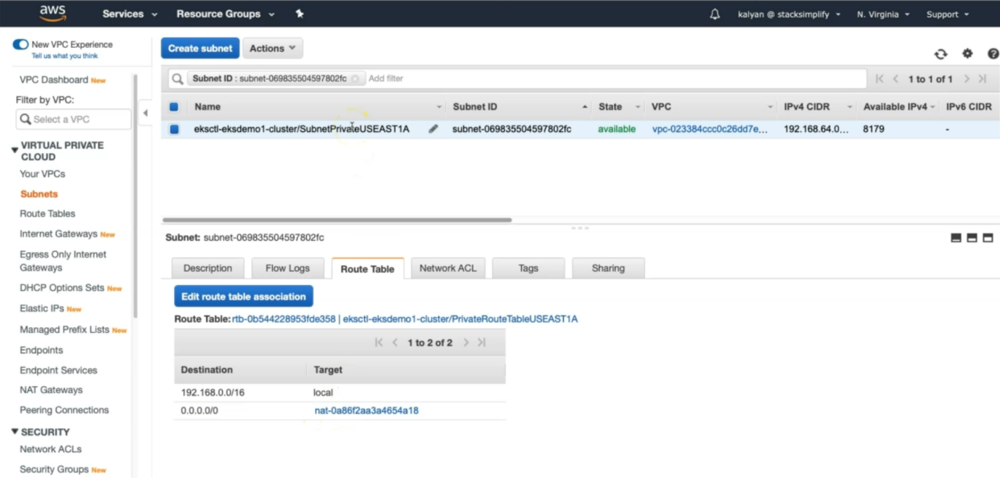 aws Services Resource Groups kalyan @ stacksimplify N. Virginia Support
New VPC Experience
Tell us what you think
VPC Dashboard New
Filter by VPC:
Select a VPC
VIRTUAL PRIVATE
CLOUD
Your VPCs
Subnets
Route Tables
Internet Gateways New
Egress Only Internet
Gateways
DHCP Option Sets New
Elastic IPs New
Managed Prefix Lists New
Endpoints
Endpoint Services
NAT Gateways
Peering Connections
SECURITY
Network ACLs
Security Groups New
Create subnet Actions
Subnet ID : subnet-069835504597802fc Add filter 1 to 1 of 1
Name Subnet ID State VPC IPv4 CIDR Available IPv4 IPv6 CIDR
eksctl-eksdemo1-cluster/SubnetPrivateUSEAST1A subnet-069835504597802fc available vpc-023384ccc0c26dd7e... 192.168.64.0... 8179 -
Subnet: subnet-069835504597802fc
Description Flow Logs Route Table Network ACL Tags Sharing
Edit route table association
Route Table: rtb-0b544228953fde358 | eksctl-eksdemo1-cluster/PrivateRouteTableUSEAST1A
1 to 2 of 2
Destination Target
192.168.0.0/16 local
0.0.0.0/0 nat-0a86f2aa3a4654a18